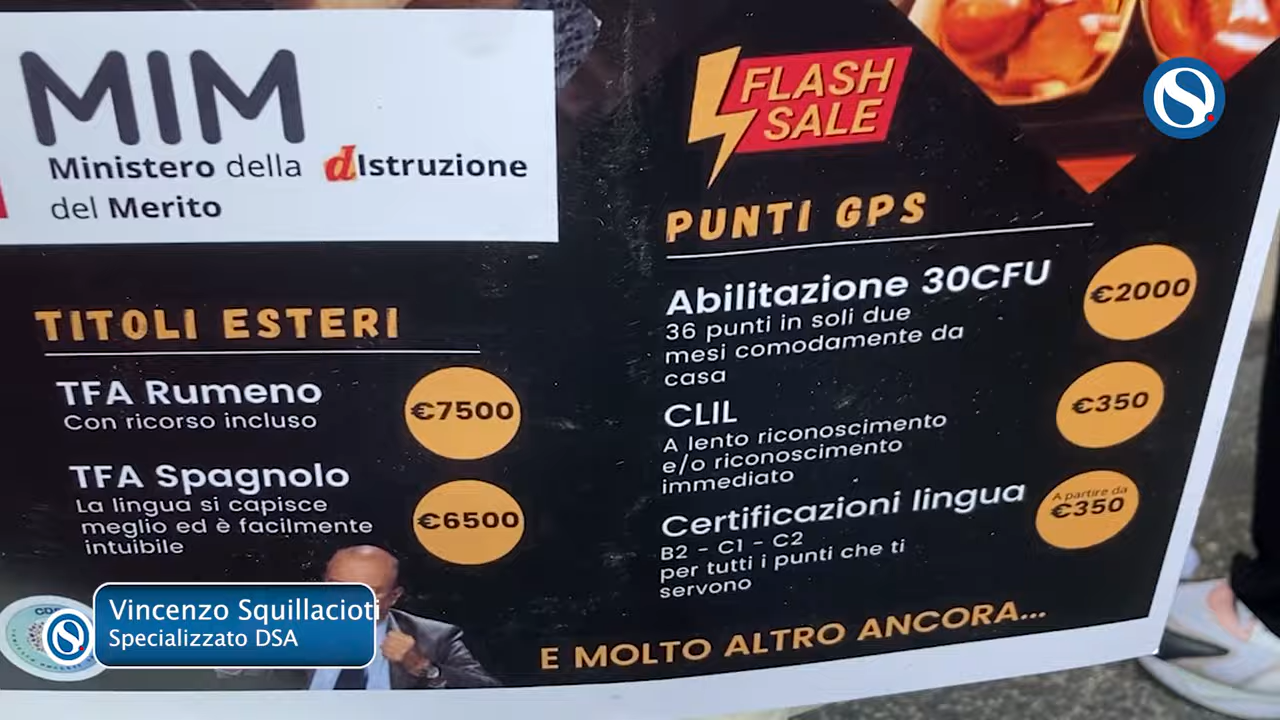 MIM
Ministero della dIstruzione
del Merito
TITOLI ESTERI
TFA Rumeno
Con ricorso incluso
€7500
TFA Spagnolo
La lingua si capisce
meglio ed è facilmente
intuibile
€6500
FLASH
SALE
PUNTI GPS
Abilitazione 30CFU
36 punti in soli due
mesi comodamente da
casa
€2000
CLIL
A lento riconoscimento
e/o riconoscimento
immediato
€350
Certificazioni lingua
B2 - C1 - C2
per tutti i punti che ti
servono
A partire da
€350
E MOLTO ALTRO ANCORA...
S
S
Vincenzo Squillacioti
Specializzato DSA